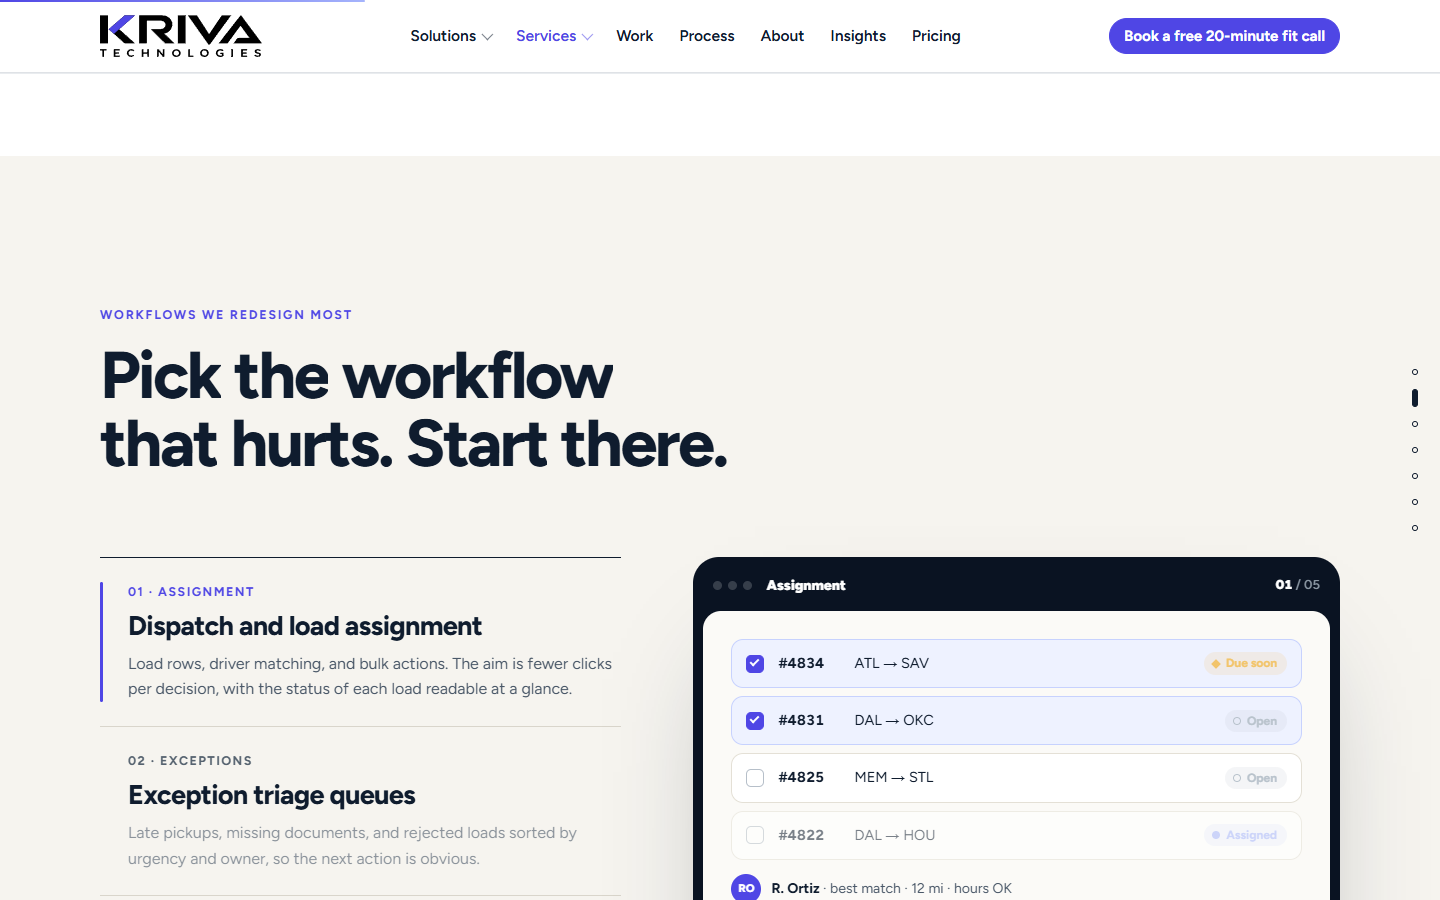 KRIVA
TECHNOLOGIES
Solutions
Services
Work
Process
About
Insights
Pricing
Book a free 20-minute fit call
WORKFLOWS WE REDESIGN MOST
Pick the workflow
that hurts. Start there.
01 · ASSIGNMENT
Dispatch and load assignment
Load rows, driver matching, and bulk actions. The aim is fewer clicks
per decision, with the status of each load readable at a glance.
02 · EXCEPTIONS
Exception triage queues
Late pickups, missing documents, and rejected loads sorted by
urgency and owner, so the next action is obvious.
Assignment
01 / 05
#4834 ATL → SAV Due soon
#4831 DAL → OKC Open
#4825 MEM → STL Open
#4822 DAL → HOU Assigned
RO R. Ortiz · best match · 12 mi · hours OK